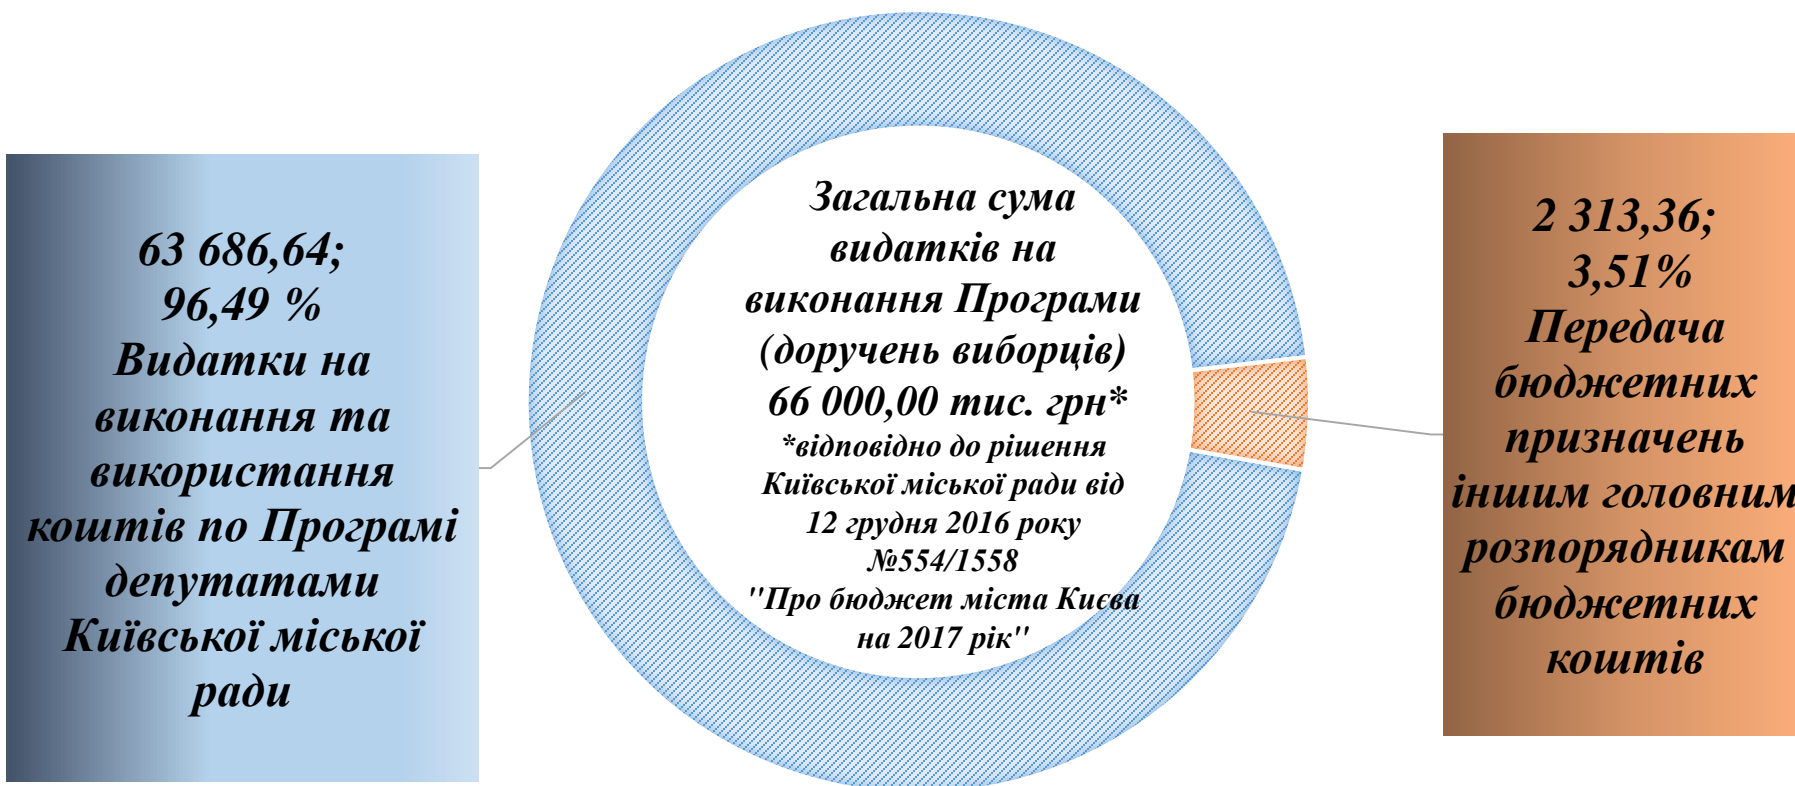 63 686,64;
96,49 %
Видатки на
виконання та
використання
коштів по Програмі
депутатами
Київської міської
ради
Загальна сума
видатків на
виконання Програми
(доручень виборців)
66 000,00 тис. грн*
*відповідно до рішення
Київської міської ради від
12 грудня 2016 року
№554/1558
"Про бюджет міста Києва
на 2017 рік"
2 313,36;
3,51%
Передача
бюджетних
призначень
іншим головним
розпорядникам
бюджетних
коштів